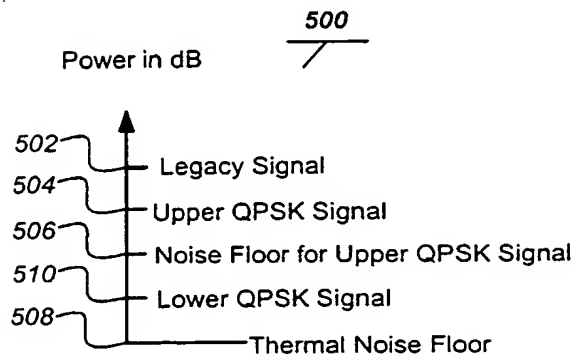 500
Power in dB
502
Legacy Signal
504
Upper QPSK Signal
506
Noise Floor for Upper QPSK Signal
510
Lower QPSK Signal
508
Thermal Noise Floor